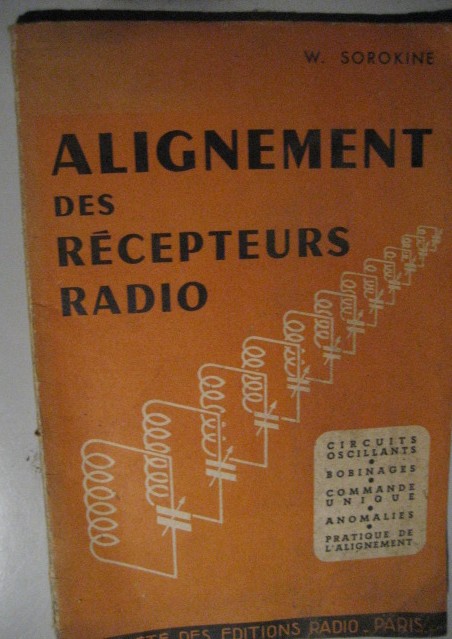 W. SOROKINE
ALIGNEMENT
DES
RÉCEPTEURS
RADIO
CIRCUITS
OSCILLANTS
•
BOBINAGES
•
COMMANDE
UNIQUE
•
ANOMALIES
•
PRATIQUE DE
L'ALIGNEMENT
DES EDITIONS RADIO - PARIS